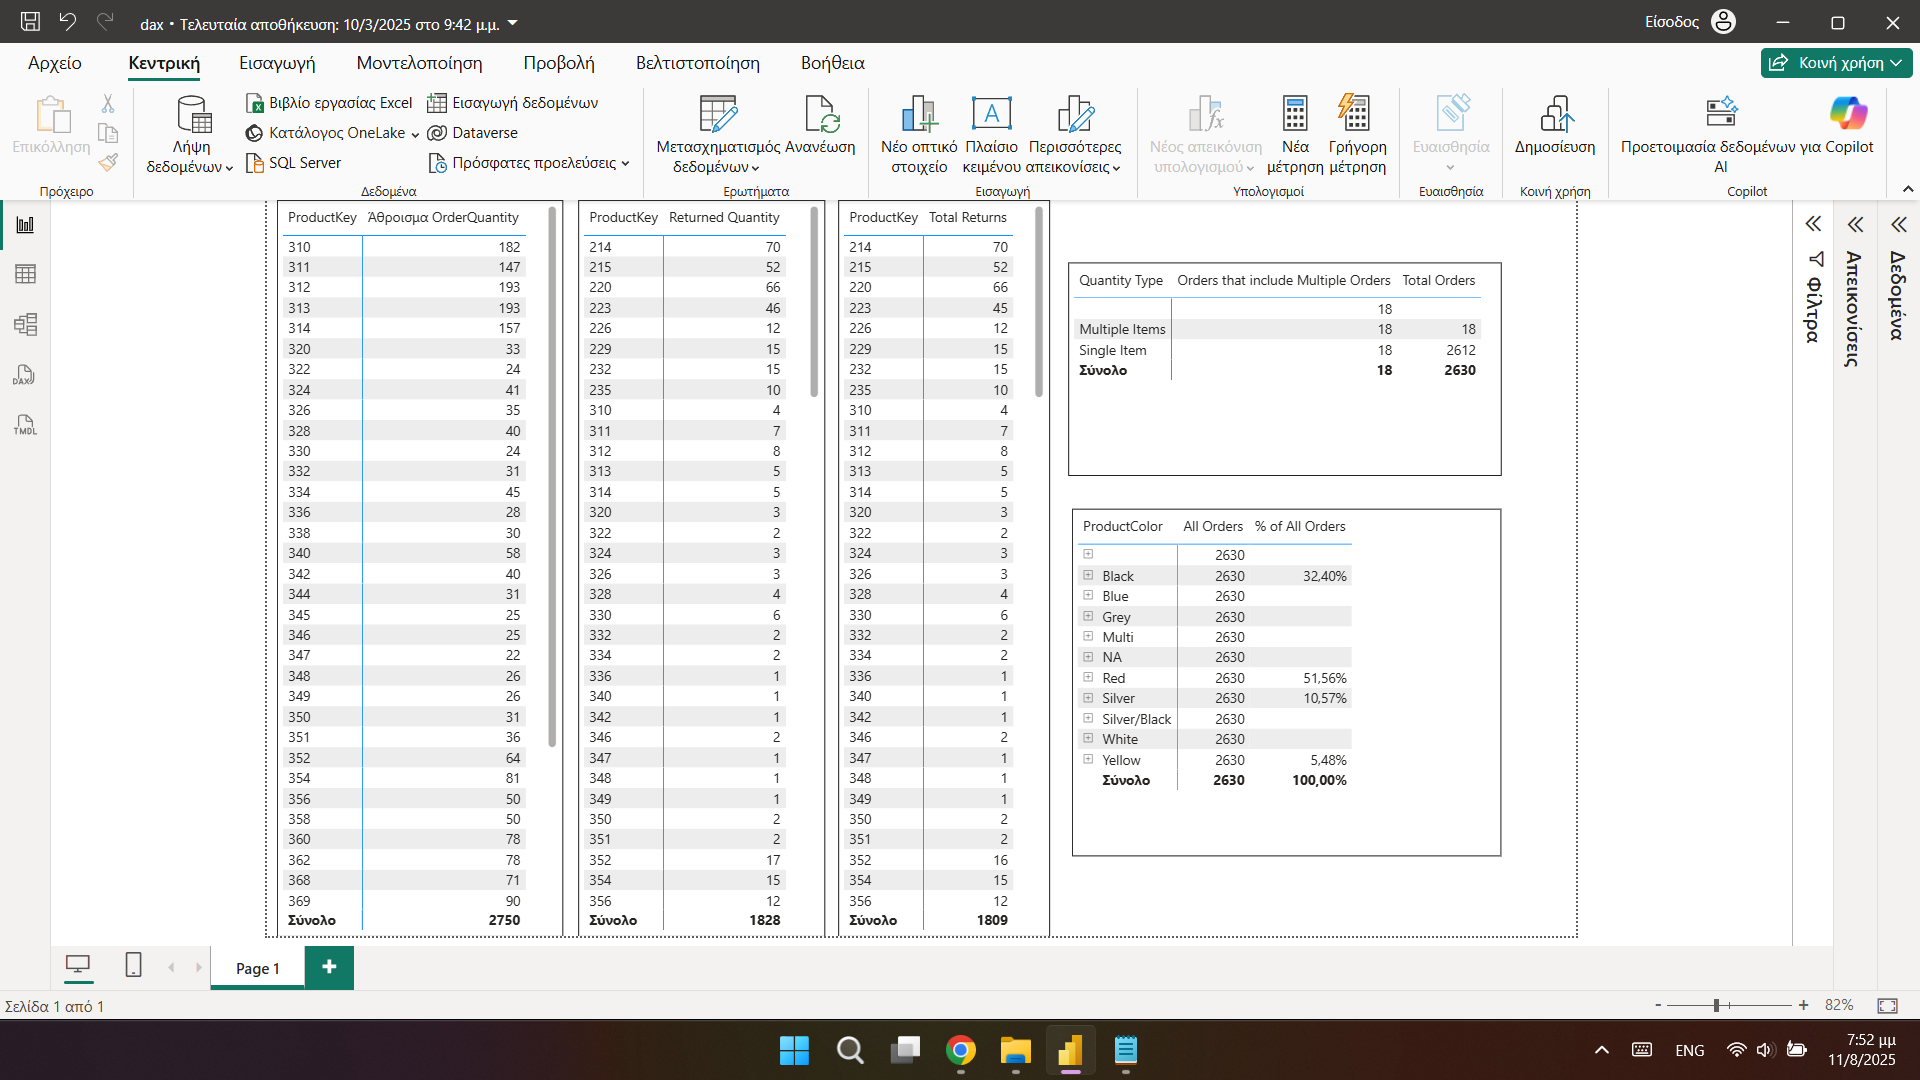 dax • Τελευταία αποθήκευση: 10/3/2025 στο 9:42 μ.μ.
Είσοδος
Αρχείο Κεντρική Εισαγωγή Μοντελοποίηση Προβολή Βελτιστοποίηση Βοήθεια
Κοινή χρήση
Επικόλληση
Πρόχειρο
Λήψη δεδομένων
Βιβλίο εργασίας Excel
Κατάλογος OneLake
SQL Server
Εισαγωγή δεδομένων
Dataverse
Πρόσφατες προελεύσεις
Δεδομένα
Μετασχηματισμός δεδομένων
Ανανέωση
Ερωτήματα
Νέο οπτικό στοιχείο
Πλαίσιο κειμένου
Περισσότερες απεικονίσεις
Εισαγωγή
Νέος απεικόνιση υπολογισμού
Νέα μέτρηση
Γρήγορη μέτρηση
Υπολογισμοί
Ευαισθησία
Ευαισθησία
Δημοσίευση
Κοινή χρήση
Προετοιμασία δεδομένων για AI
Copilot
Copilot
DAX
TMDL
ProductKey Άθροισμα OrderQuantity
310 182
311 147
312 193
313 193
314 157
320 33
322 24
324 41
326 35
328 40
330 24
332 31
334 45
336 28
338 30
340 58
342 40
344 31
345 25
346 25
347 22
348 26
349 26
350 31
351 36
352 64
354 81
356 50
358 50
360 78
362 78
368 71
369 90
Σύνολο 2750
ProductKey Returned Quantity
214 70
215 52
220 66
223 46
226 12
229 15
232 15
235 10
310 4
311 7
312 8
313 5
314 5
320 3
322 2
324 3
326 3
328 4
330 6
332 2
334 2
336 1
340 1
342 1
346 2
347 1
348 1
349 1
350 2
351 2
352 17
354 15
356 12
Σύνολο 1828
ProductKey Total Returns
214 70
215 52
220 66
223 45
226 12
229 15
232 15
235 10
310 4
311 7
312 8
313 5
314 5
320 3
322 2
324 3
326 3
328 4
330 6
332 2
334 2
336 1
340 1
342 1
346 2
347 1
348 1
349 1
350 2
351 2
352 16
354 15
356 12
Σύνολο 1809
Quantity Type Orders that include Multiple Orders Total Orders
18
Multiple Items 18 18
Single Item 18 2612
Σύνολο 18 2630
ProductColor All Orders % of All Orders
2630
Black 2630 32,40%
Blue 2630
Grey 2630
Multi 2630
NA 2630
Red 2630 51,56%
Silver 2630 10,57%
Silver/Black 2630
White 2630
Yellow 2630 5,48%
Σύνολο 2630 100,00%
Φίλτρα
Απεικονίσεις
Δεδομένα
Page 1
Σελίδα 1 από 1
- + 82%
ENG
7:52 μμ
11/8/2025